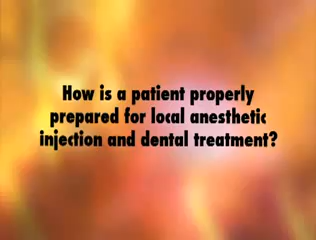 How is a patient properly
prepared for local anesthetic
injection and dental treatment?